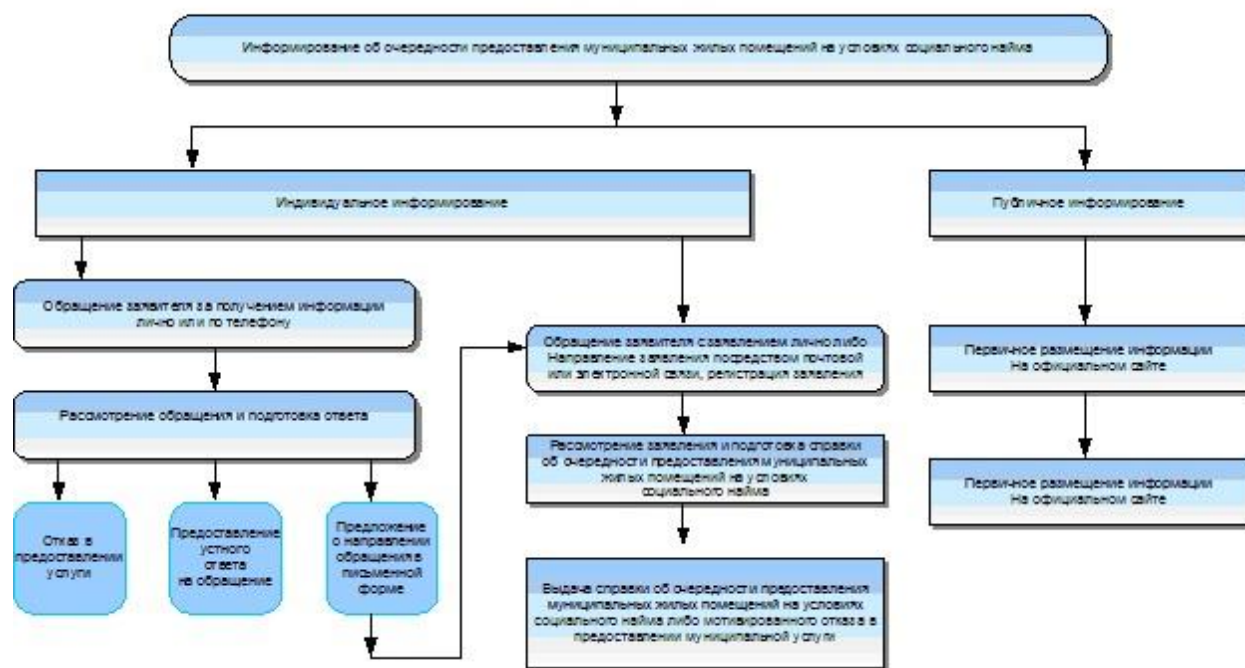 Информирование об очередности предоставления муниципальных жилых помещений на условиях социального найма
Индивидуальное информирование
Публичное информирование
Обращение заявителя за получением информации
лично или по телефону
Рассмотрение обращения и подготовка ответа
Отказ в
предоставлении
услуги
Предоставление
устного
ответа
на обращение
Предложение
о направлении
обращения в
письменной
форме
Обращение заявителя с заявлением лично либо
Направление заявления посредством почтовой
или электронной связи, регистрация заявления
Рассмотрение заявления и подготовка справки
об очередности предоставления муниципальных
жилых помещений на условиях
социального найма
Выдача справки об очередности предоставления
муниципальных жилых помещений на условиях
социального найма либо мотивированного отказа в
предоставлении муниципальной услуги
Первичное размещение информации
На официальном сайте
Первичное размещение информации
На официальном сайте